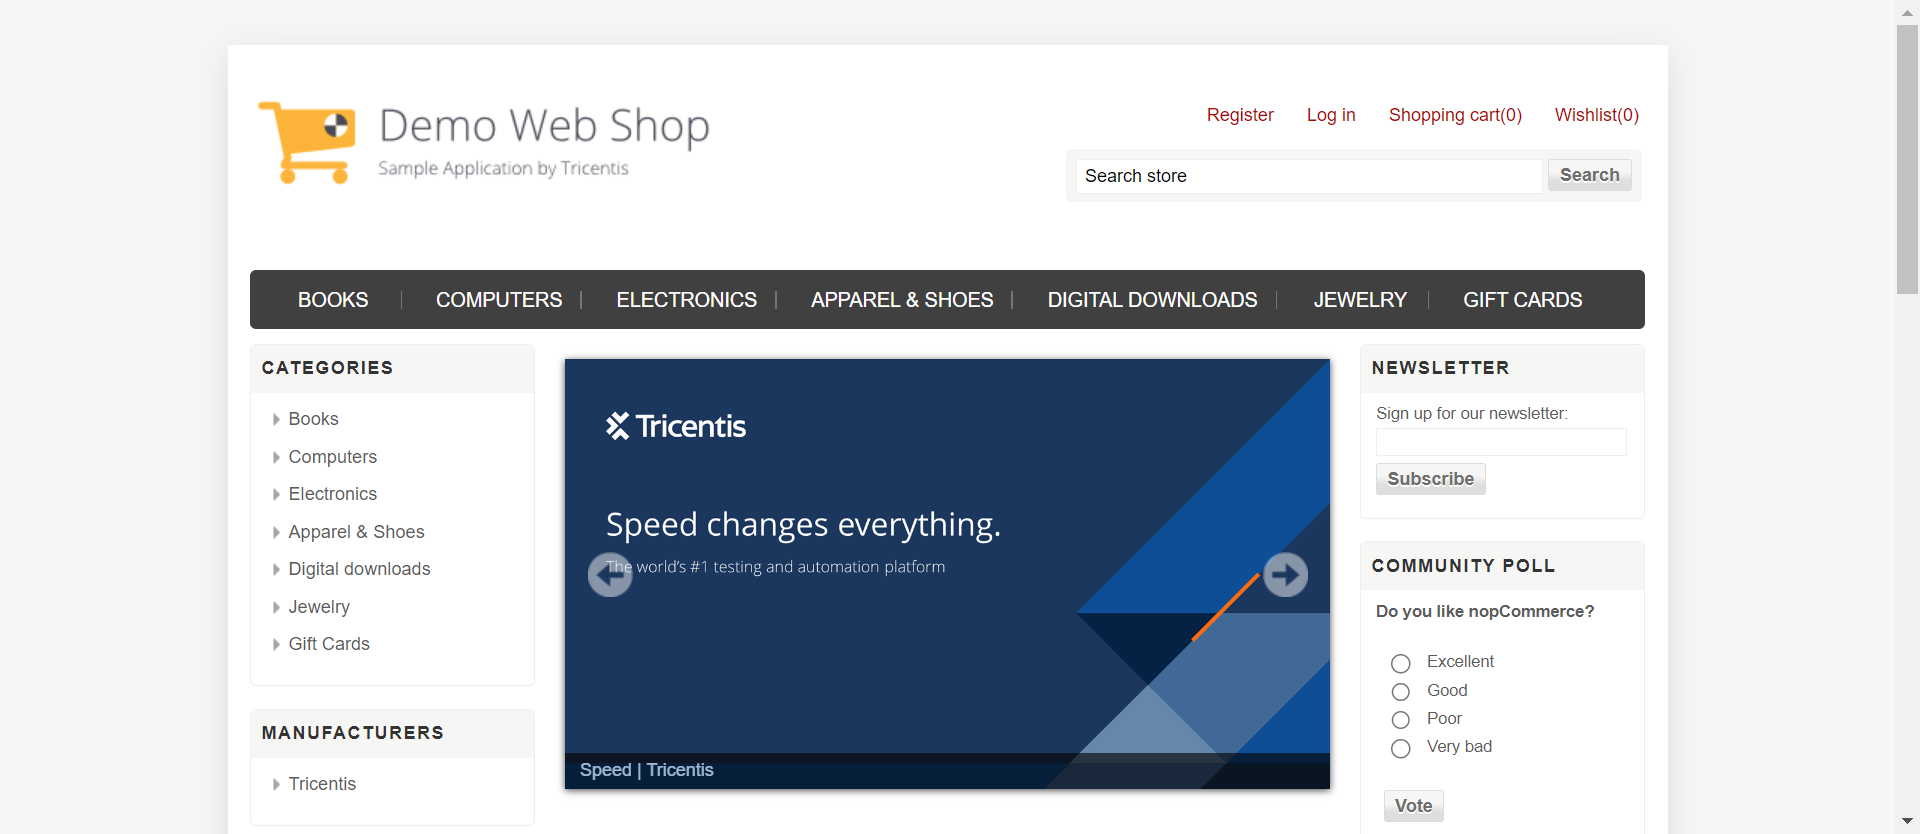 Demo Web Shop
Sample Application by Tricentis
Register Log in Shopping cart(0) Wishlist(0)
Search store Search
BOOKS COMPUTERS ELECTRONICS APPAREL & SHOES DIGITAL DOWNLOADS JEWELRY GIFT CARDS
CATEGORIES
Books
Computers
Electronics
Apparel & Shoes
Digital downloads
Jewelry
Gift Cards
MANUFACTURERS
Tricentis
Tricentis
Speed changes everything.
The world's #1 testing and automation platform
Speed | Tricentis
NEWSLETTER
Sign up for our newsletter:
Subscribe
COMMUNITY POLL
Do you like nopCommerce?
Excellent
Good
Poor
Very bad
Vote